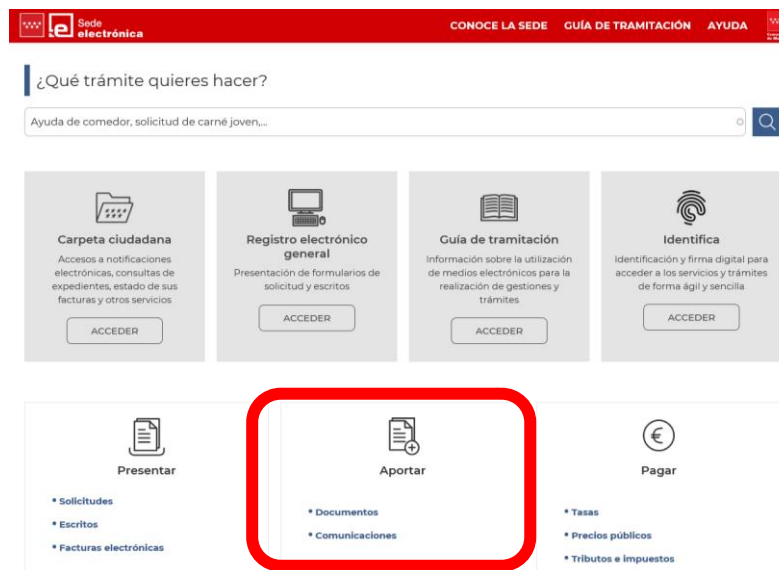 Sede
electrónica
CONOCE LA SEDE GUÍA DE TRAMITACIÓN AYUDA
¿Qué trámite quieres hacer?
Ayuda de comedor, solicitud de carné joven,...
Carpeta ciudadana
Accesos a notificaciones
electrónicas, consultas de
expedientes, estado de sus
facturas y otros servicios
ACCEDER
Registro electrónico
general
Presentación de formularios de
solicitud y escritos
ACCEDER
Guía de tramitación
Información sobre la utilización
de medios electrónicos para la
realización de gestiones y
trámites
ACCEDER
Identifica
Identificación y firma digital para
acceder a los servicios y trámites
de forma ágil y sencilla
ACCEDER
Presentar
• Solicitudes
• Escritos
• Facturas electrónicas
Aportar
• Documentos
• Comunicaciones
Pagar
• Tasas
• Precios públicos
• Tributos e impuestos